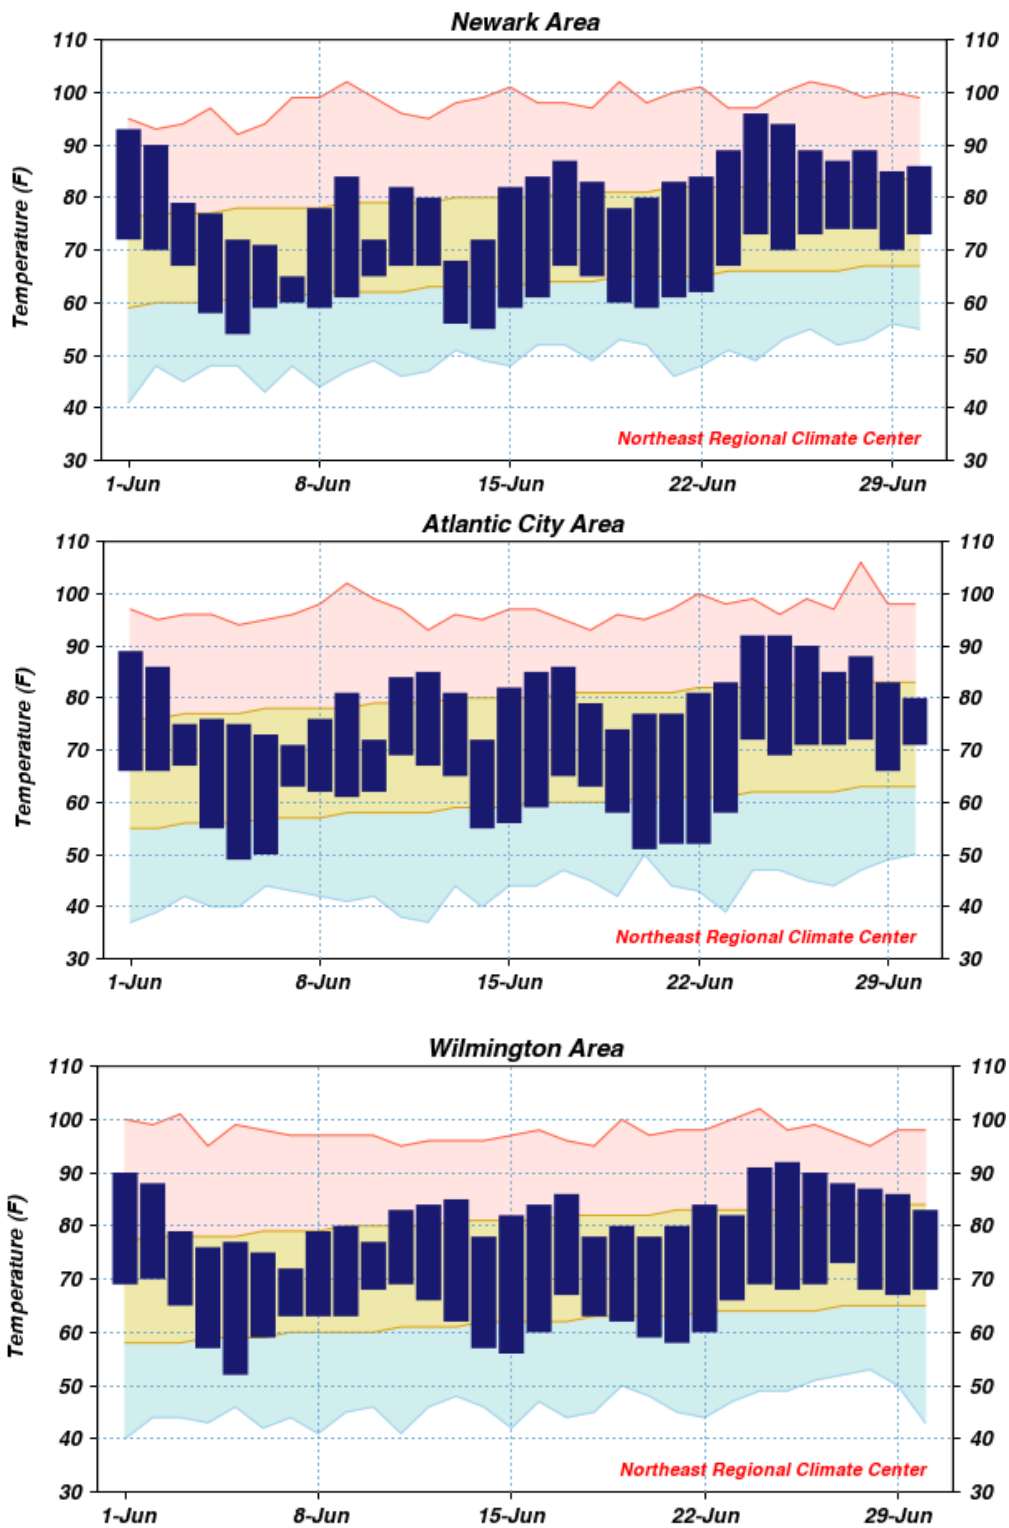 Newark Area
110 110
100 100
90 90
80 80
70 70
60 60
50 50
40 40
30 30
Temperature (F)
Northeast Regional Climate Center
1-Jun 8-Jun 15-Jun 22-Jun 29-Jun
Atlantic City Area
110 110
100 100
90 90
80 80
70 70
60 60
50 50
40 40
30 30
Temperature (F)
Northeast Regional Climate Center
1-Jun 8-Jun 15-Jun 22-Jun 29-Jun
Wilmington Area
110 110
100 100
90 90
80 80
70 70
60 60
50 50
40 40
30 30
Temperature (F)
Northeast Regional Climate Center
1-Jun 8-Jun 15-Jun 22-Jun 29-Jun